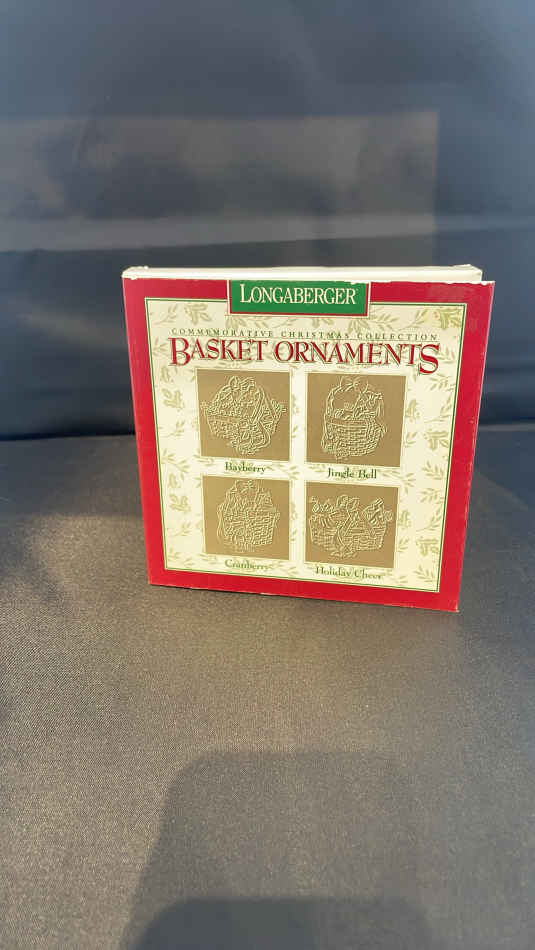 LONGABERGER
COMMEMORATIVE CHRISTMAS COLLECTION
BASKET ORNAMENTS
Bayberry
Jingle Bell
Cranberry
Holiday Cheer